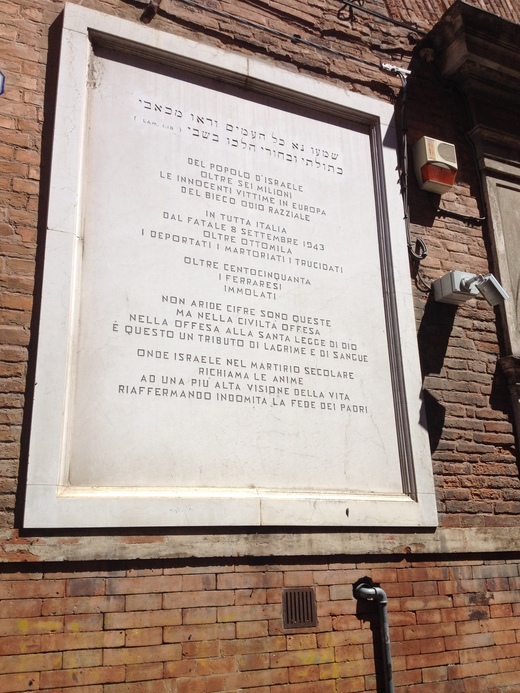 שמעו נא כל העמים וראו מכאבי
בתולתי ובחורי הלכו בשבי ( LAM. 1:18 )
DEL POPOLO D'ISRAELE
OLTRE SEI MILIONI
LE INNOCENTI VITTIME IN EUROPA
DEL BIECO ODIO RAZZIALE
IN TUTTA ITALIA
DAL FATALE 8 SETTEMBRE 1943
OLTRE OTTOMILA
I DEPORTATI I MARTORIATI I TRUCIDATI
OLTRE CENTOCINQUANTA
I FERRARESI
IMMOLATI
NON ARIDE CIFRE SONO QUESTE
MA NELLA CIVILTÀ OFFESA
NELLA OFFESA ALLA SANTA LEGGE DI DIO
È QUESTO UN TRIBUTO DI LAGRIME E DI SANGUE
ONDE ISRAELE NEL MARTIRIO SECOLARE
RICHIAMA LE ANIME
AD UNA PIÙ ALTA VISIONE DELLA VITA
RIAFFERMANDO INDOMITA LA FEDE DEI PADRI